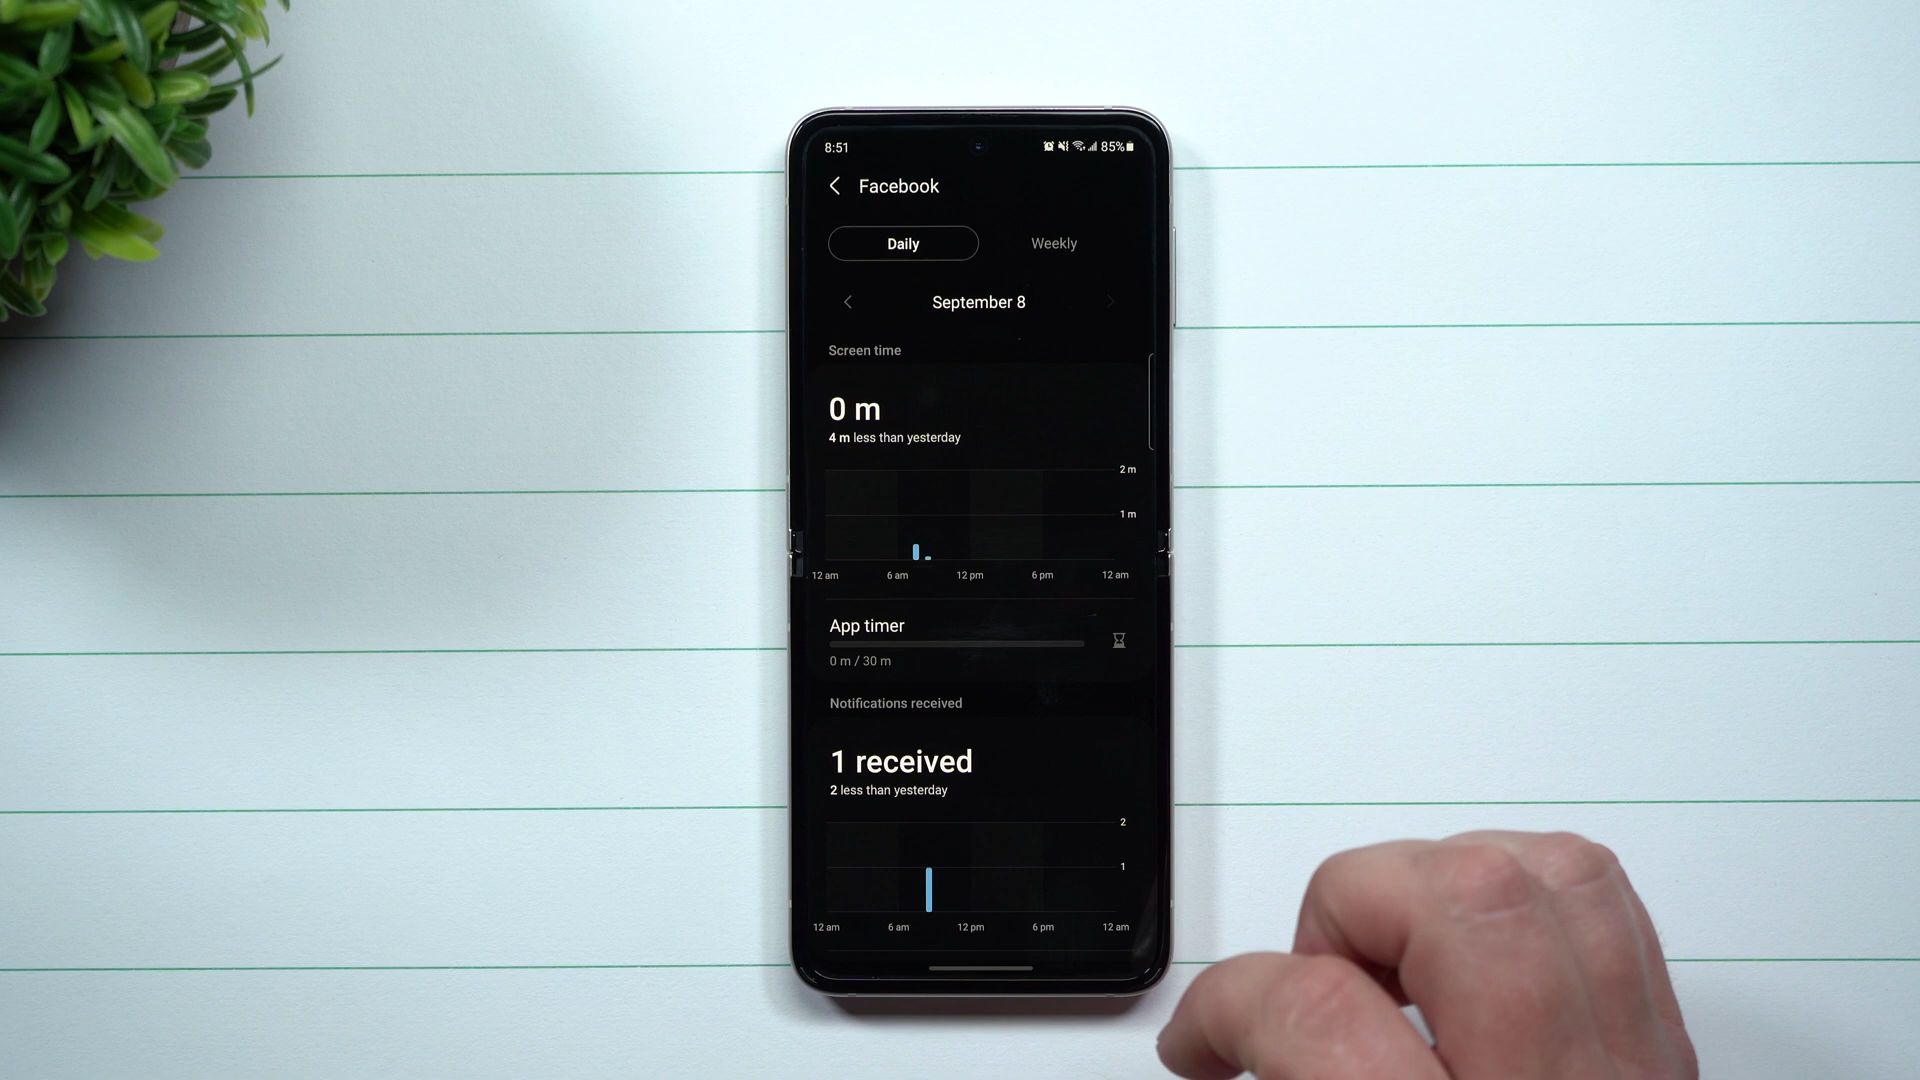 8:51 85%
Facebook
Daily Weekly
September 8
Screen time
0 m
4 m less than yesterday
2 m
1 m
12 am 6 am 12 pm 6 pm 12 am
App timer
0 m / 30 m
Notifications received
1 received
2 less than yesterday
2
1
12 am 6 am 12 pm 6 pm 12 am